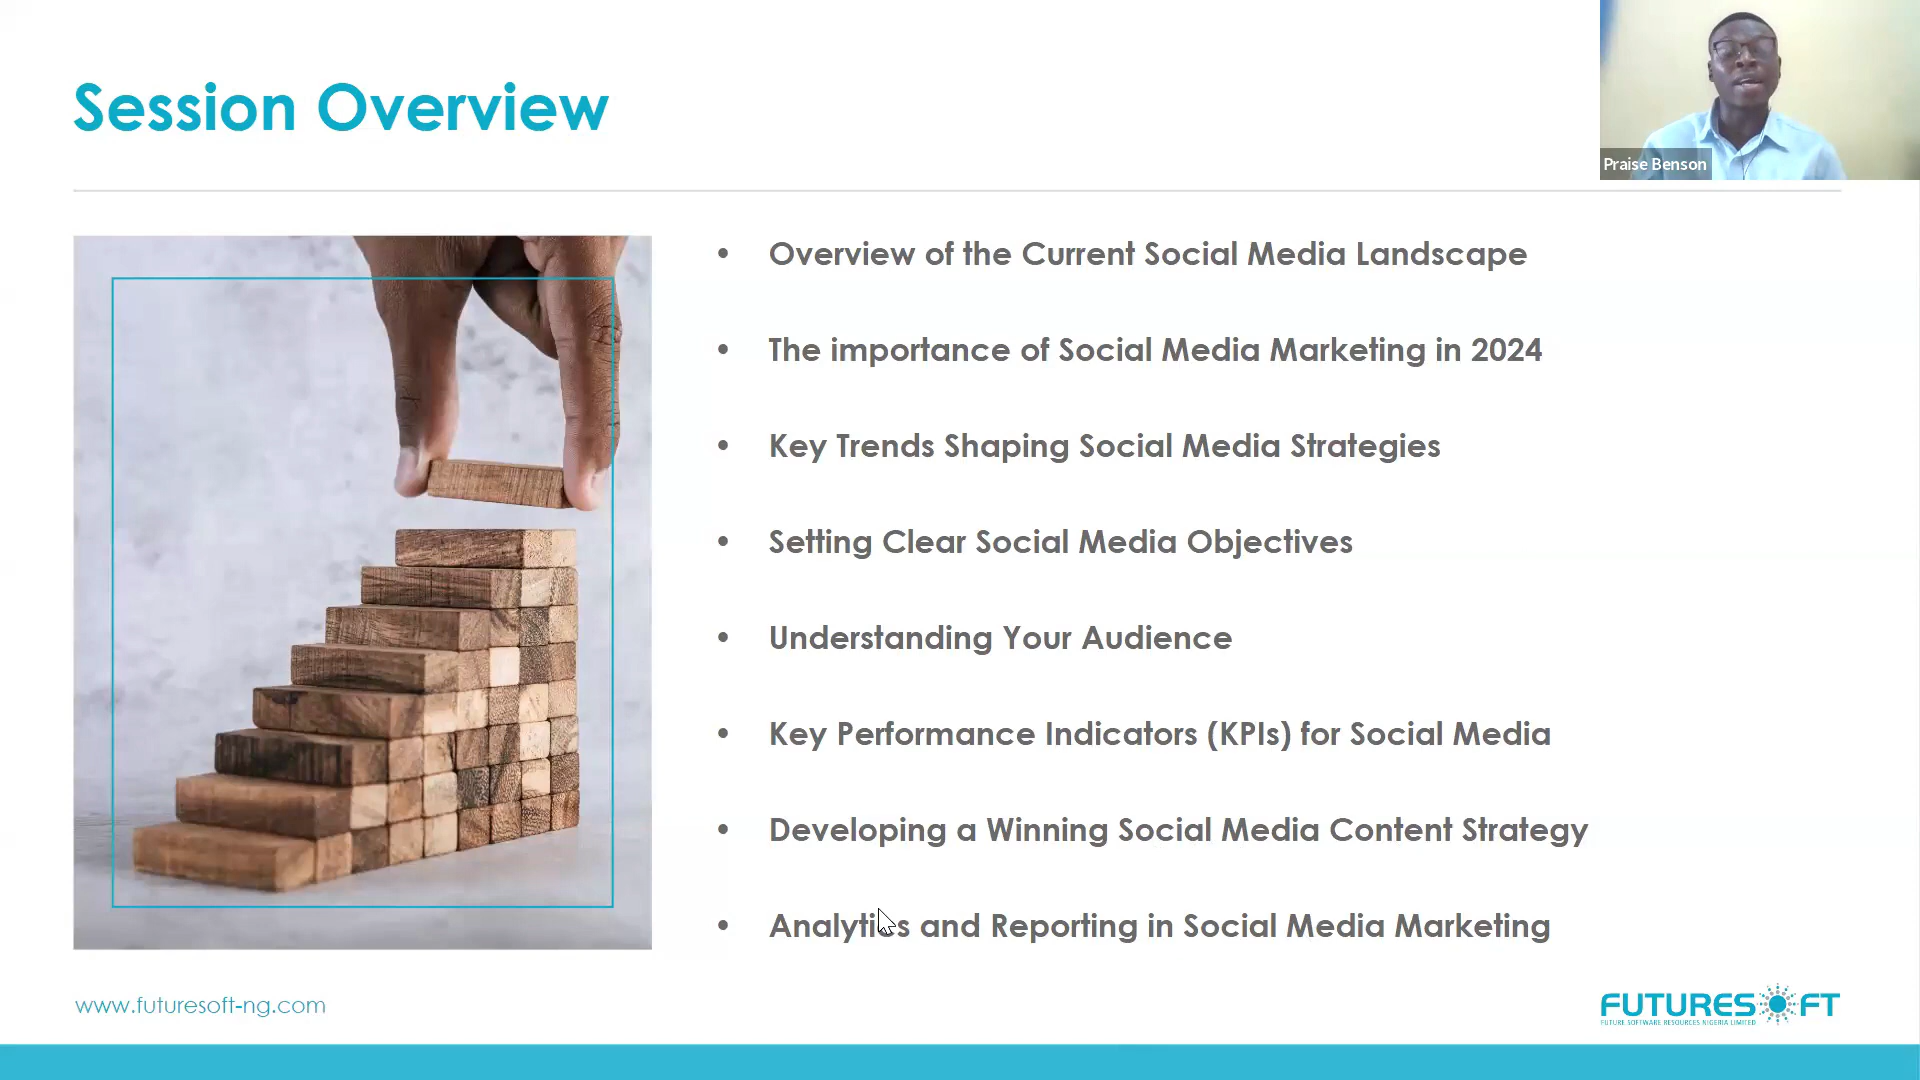 Session Overview
Praise Benson
• Overview of the Current Social Media Landscape
• The importance of Social Media Marketing in 2024
• Key Trends Shaping Social Media Strategies
• Setting Clear Social Media Objectives
• Understanding Your Audience
• Key Performance Indicators (KPIs) for Social Media
• Developing a Winning Social Media Content Strategy
• Analytics and Reporting in Social Media Marketing
www.futuresoft-ng.com
FUTURESOFT
FUTURE SOFTWARE RESOURCES NIGERIA LIMITED